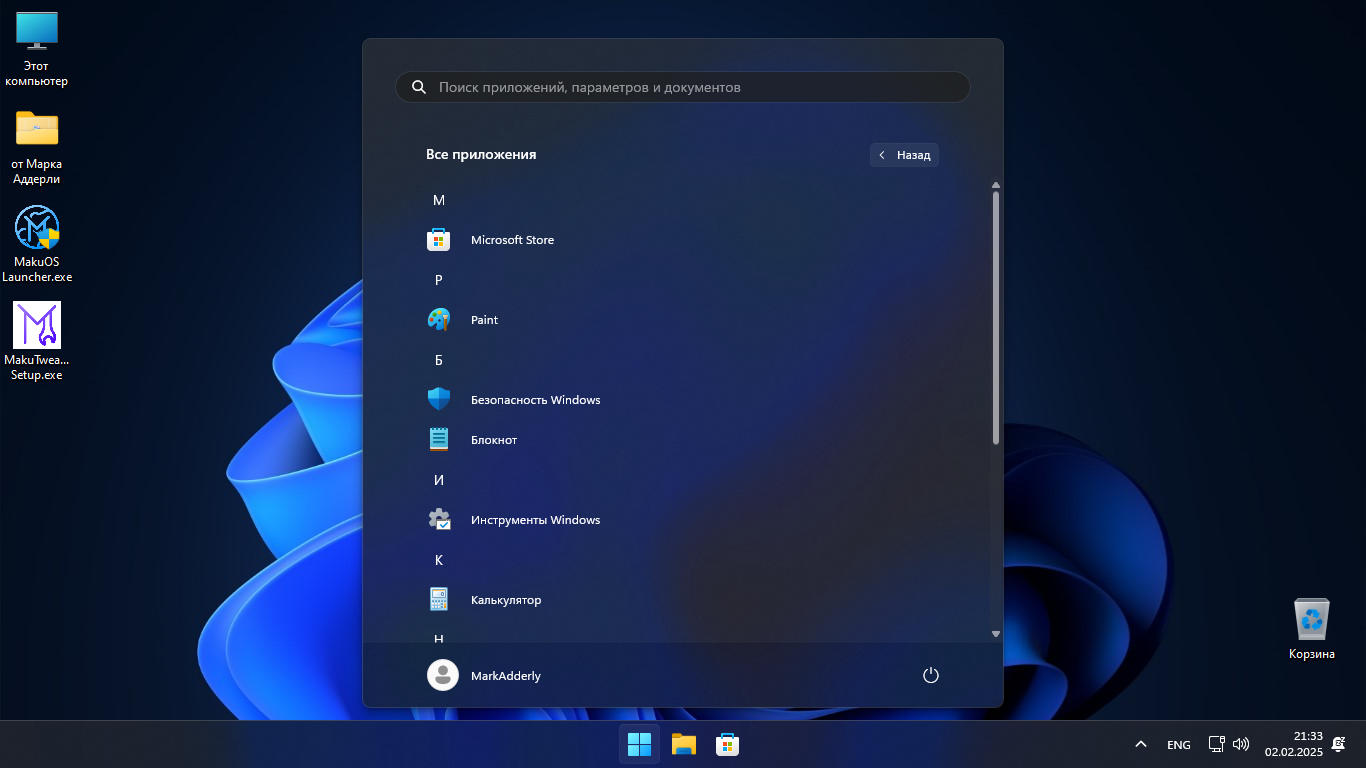 Этот
компьютер
от Марка
Аддерли
MakuOS
Launcher.exe
MakuTwea...
Setup.exe
Поиск приложений, параметров и документов
Все приложения
Назад
M
Microsoft Store
P
Paint
Б
Безопасность Windows
Блокнот
И
Инструменты Windows
К
Калькулятор
Н
MarkAdderly
Корзина
ENG
21:33
02.02.2025